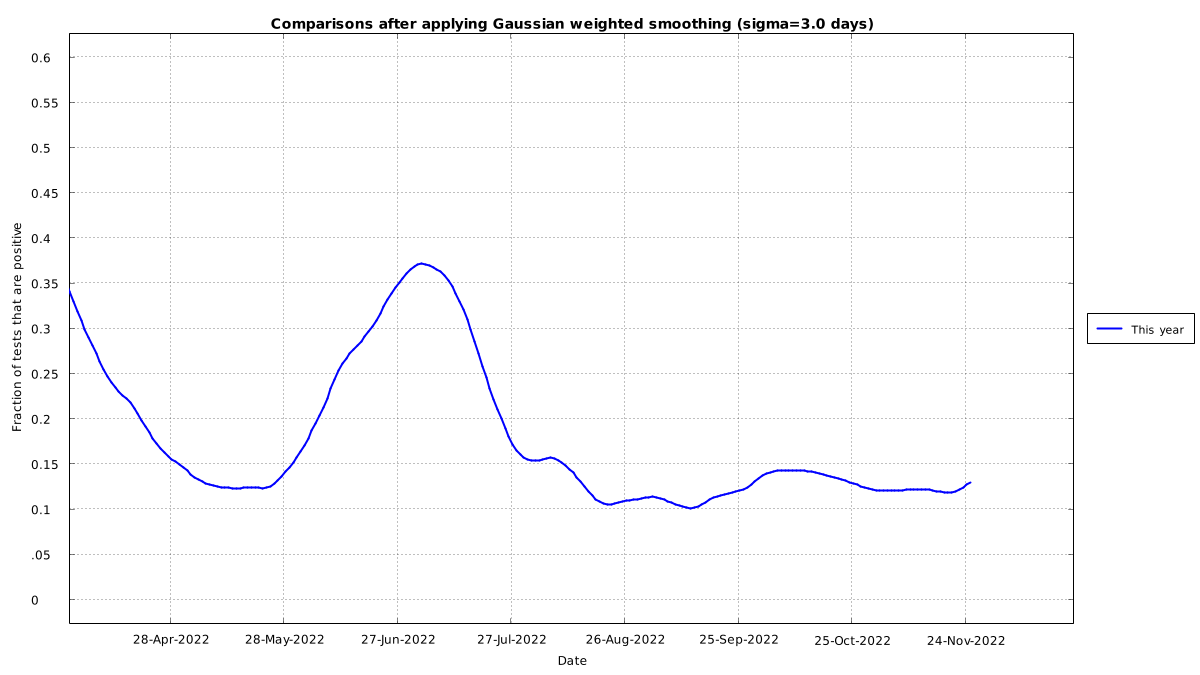 Comparisons after applying Gaussian weighted smoothing (sigma=3.0 days)
0.6
0.55
0.5
0.45
0.4
0.35
0.3
0.25
0.2
0.15
0.1
.05
0
Fraction of tests that are positive
28-Apr-2022
28-May-2022
27-Jun-2022
27-Jul-2022
26-Aug-2022
25-Sep-2022
25-Oct-2022
24-Nov-2022
Date
This year